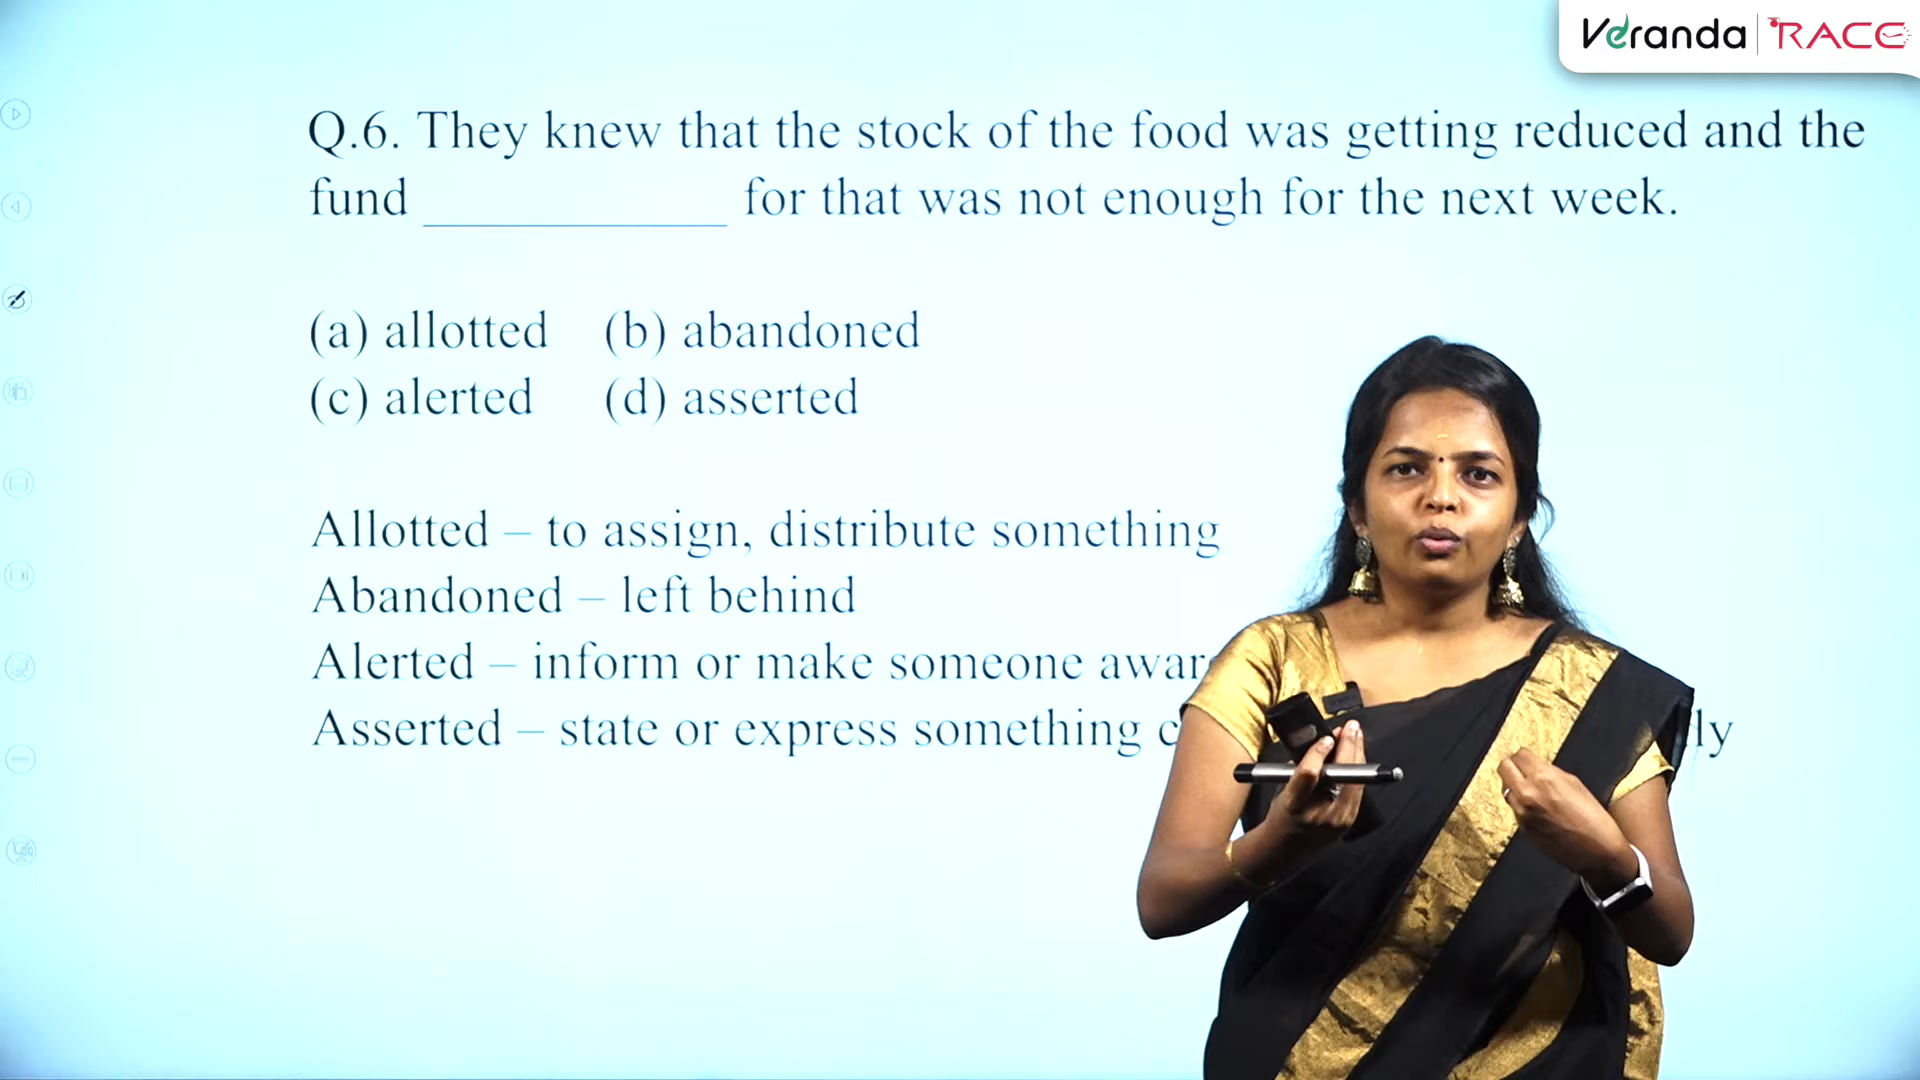 Veranda RACE
Q.6. They knew that the stock of the food was getting reduced and the
fund ____________ for that was not enough for the next week.
(a) allotted (b) abandoned
(c) alerted (d) asserted
Allotted – to assign, distribute something
Abandoned – left behind
Alerted – inform or make someone
Asserted – state or express something